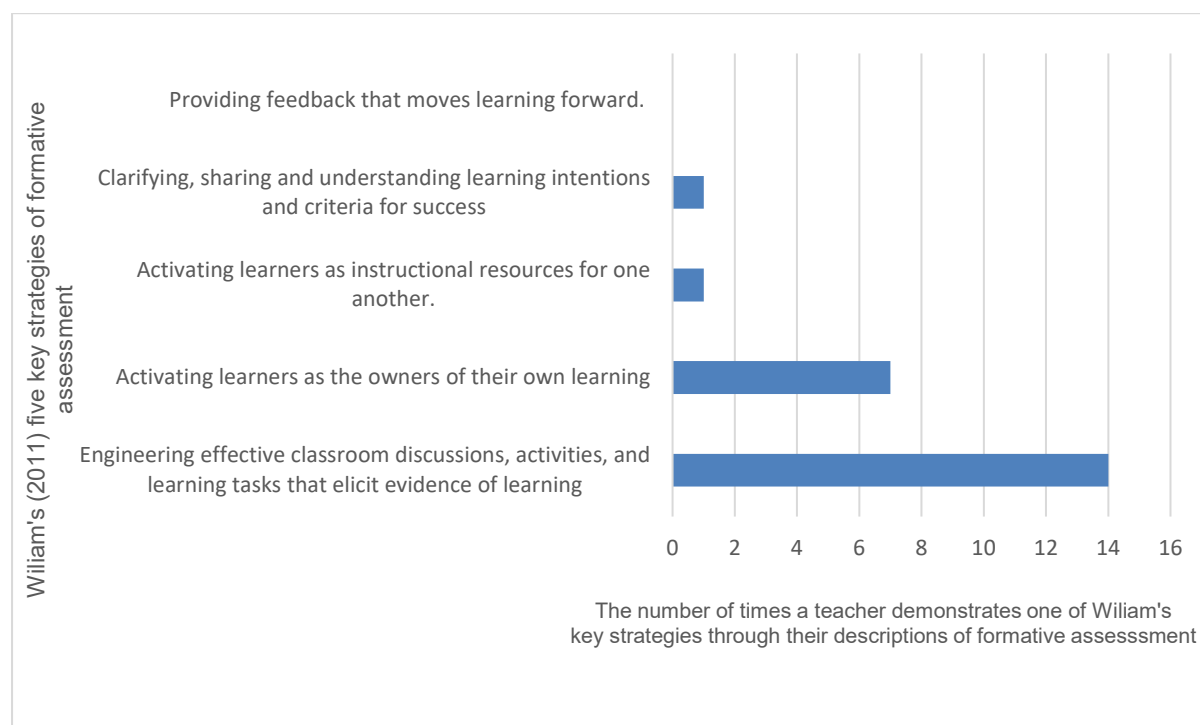 Wiliam's (2011) five key strategies of formative
assessment
Providing feedback that moves learning forward.
Clarifying, sharing and understanding learning intentions
and criteria for success
Activating learners as instructional resources for one
another.
Activating learners as the owners of their own learning
Engineering effective classroom discussions, activities, and
learning tasks that elicit evidence of learning
0 2 4 6 8 10 12 14 16
The number of times a teacher demonstrates one of Wiliam's
key strategies through their descriptions of formative assesssment